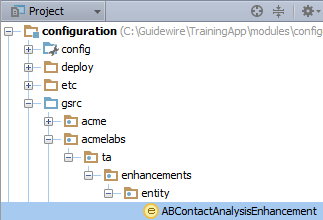 Project
configuration (C:\Guidewire\TrainingApp\modules\config
config
deploy
etc
gsrc
acme
acmelabs
ta
enhancements
entity
ABContactAnalysisEnhancement